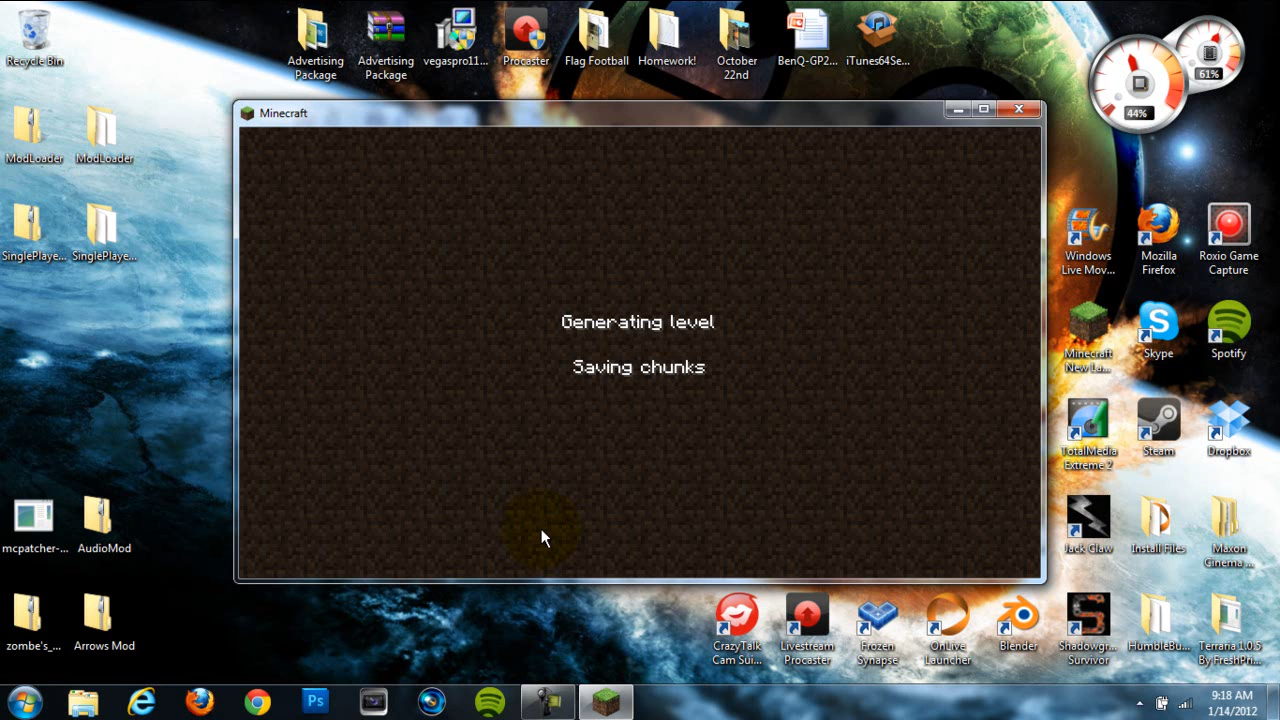 Recycle Bin
Advertising
Package
Advertising
Package
vegaspro11...
Procaster
Flag Football
Homework!
October
22nd
BenQ-GP2...
iTunes64Se...
61%
44%
Minecraft
ModLoader
ModLoader
SinglePlaye...
SinglePlaye...
Generating level
Saving chunks
Windows
Live Mov...
Mozilla
Firefox
Roxio Game
Capture
Minecraft
New La...
Skype
Spotify
TotalMedia
Extreme 2
Steam
Dropbox
mcpatcher-...
AudioMod
Jack Claw
Install Files
Maxon
Cinema ...
zombe's_...
Arrows Mod
CrazyTalk
Cam Sui...
Livestream
Procaster
Frozen
Synapse
OnLive
Launcher
Blender
Shadowgr...
Survivor
HumbleBu...
Terraria 1.0.5
By FreshPri...
Ps
9:18 AM
1/14/2012